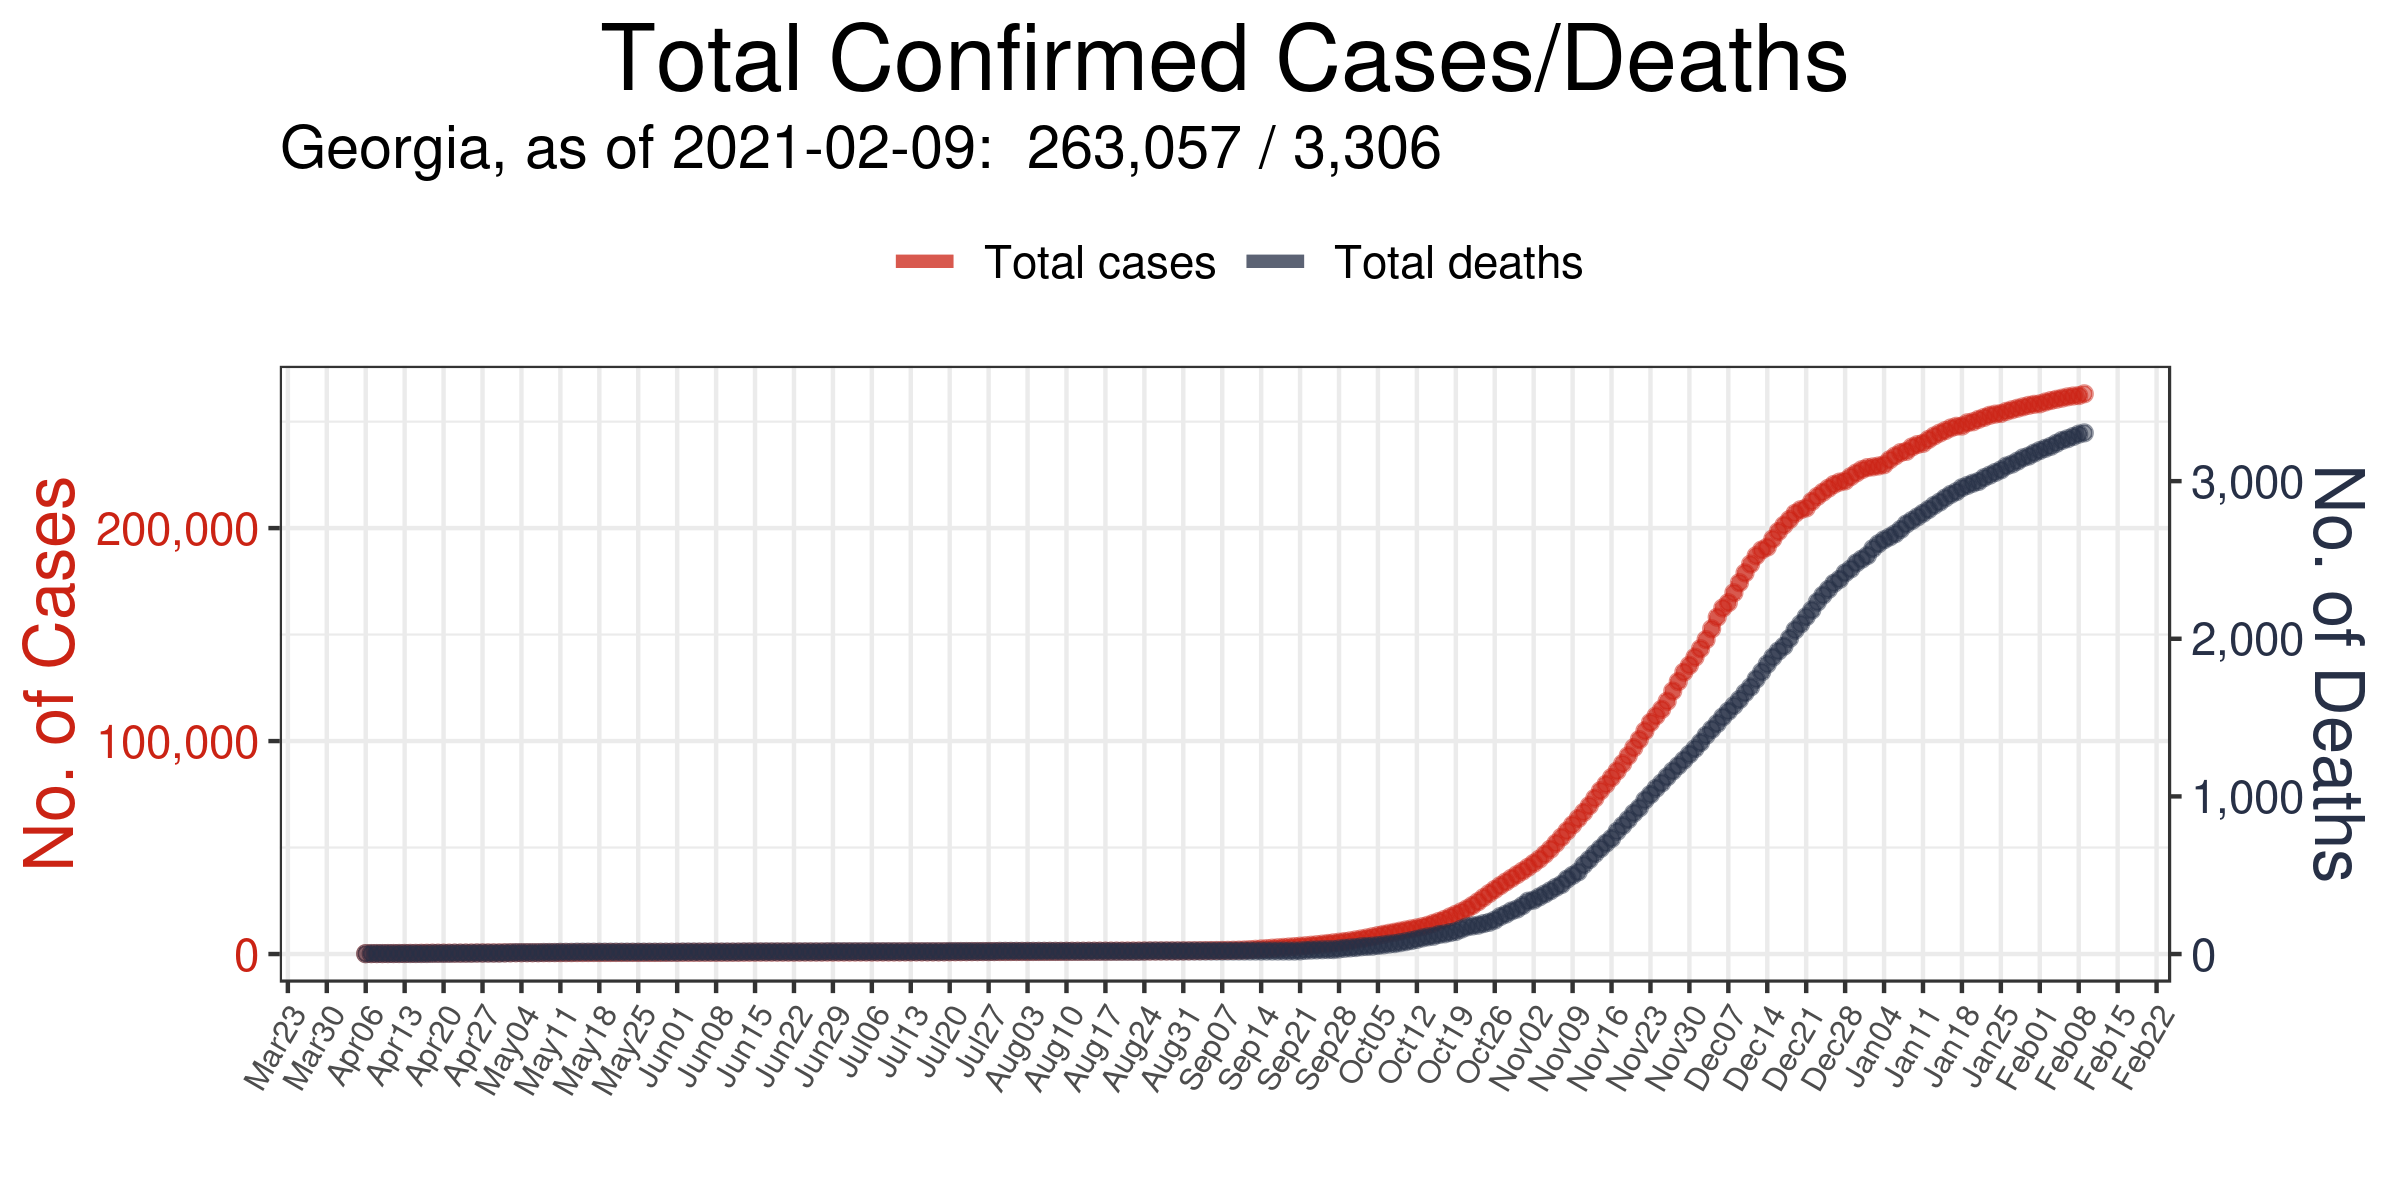 Total Confirmed Cases/Deaths
Georgia, as of 2021-02-09:  263,057 / 3,306
Total cases
Total deaths
No. of Cases
200,000
100,000
0
3,000
2,000
1,000
0
No. of Deaths
Mar23
Mar30
Apr06
Apr13
Apr20
Apr27
May04
May11
May18
May25
Jun01
Jun08
Jun15
Jun22
Jun29
Jul06
Jul13
Jul20
Jul27
Aug03
Aug10
Aug17
Aug24
Aug31
Sep07
Sep14
Sep21
Sep28
Oct05
Oct12
Oct19
Oct26
Nov02
Nov09
Nov16
Nov23
Nov30
Dec07
Dec14
Dec21
Dec28
Jan04
Jan11
Jan18
Jan25
Feb01
Feb08
Feb15
Feb22